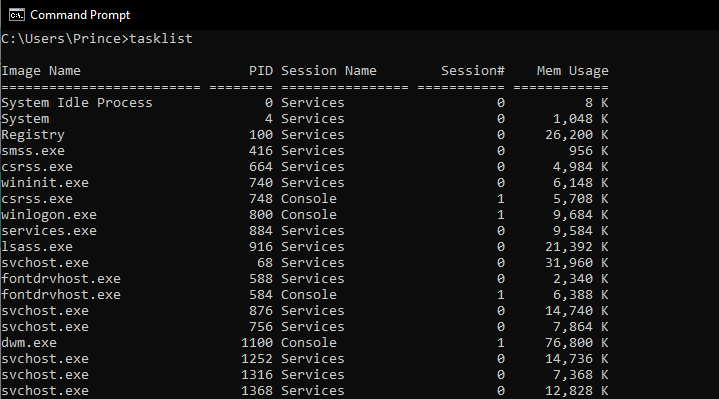 Command Prompt
C:\Users\Prince>tasklist
Image Name                     PID Session Name        Session#    Mem Usage
========================= ======== ================ =========== ============
System Idle Process              0 Services                   0          8 K
System                           4 Services                   0      1,048 K
Registry                       100 Services                   0     26,200 K
smss.exe                       416 Services                   0        956 K
csrss.exe                      664 Services                   0      4,984 K
wininit.exe                    740 Services                   0      6,148 K
csrss.exe                      748 Console                    1      5,708 K
winlogon.exe                   800 Console                    1      9,684 K
services.exe                   884 Services                   0      9,584 K
lsass.exe                      916 Services                   0     21,392 K
svchost.exe                     68 Services                   0     31,960 K
fontdrvhost.exe                588 Services                   0      2,340 K
fontdrvhost.exe                584 Console                    1      6,388 K
svchost.exe                    876 Services                   0     14,740 K
svchost.exe                    756 Services                   0      7,864 K
dwm.exe                       1100 Console                    1     76,800 K
svchost.exe                   1252 Services                   0     14,736 K
svchost.exe                   1316 Services                   0      7,368 K
svchost.exe                   1368 Services                   0     12,828 K